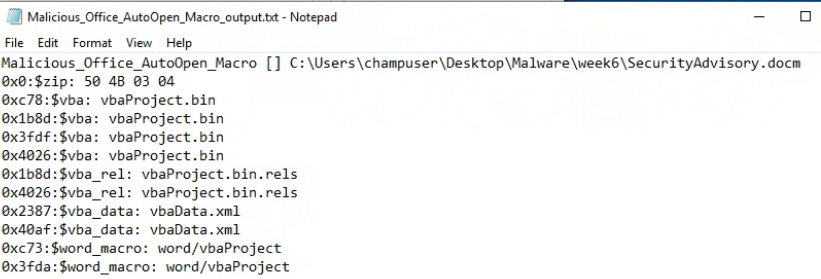 Malicious_Office_AutoOpen_Macro_output.txt - Notepad
File Edit Format View Help
Malicious_Office_AutoOpen_Macro [] C:\Users\champuser\Desktop\Malware\week6\SecurityAdvisory.docm
0x0:$zip: 50 4B 03 04
0xc78:$vba: vbaProject.bin
0x1b8d:$vba: vbaProject.bin
0x3fdf:$vba: vbaProject.bin
0x4026:$vba: vbaProject.bin
0x1b8d:$vba_rel: vbaProject.bin.rels
0x4026:$vba_rel: vbaProject.bin.rels
0x2387:$vba_data: vbaData.xml
0x40af:$vba_data: vbaData.xml
0xc73:$word_macro: word/vbaProject
0x3fda:$word_macro: word/vbaProject